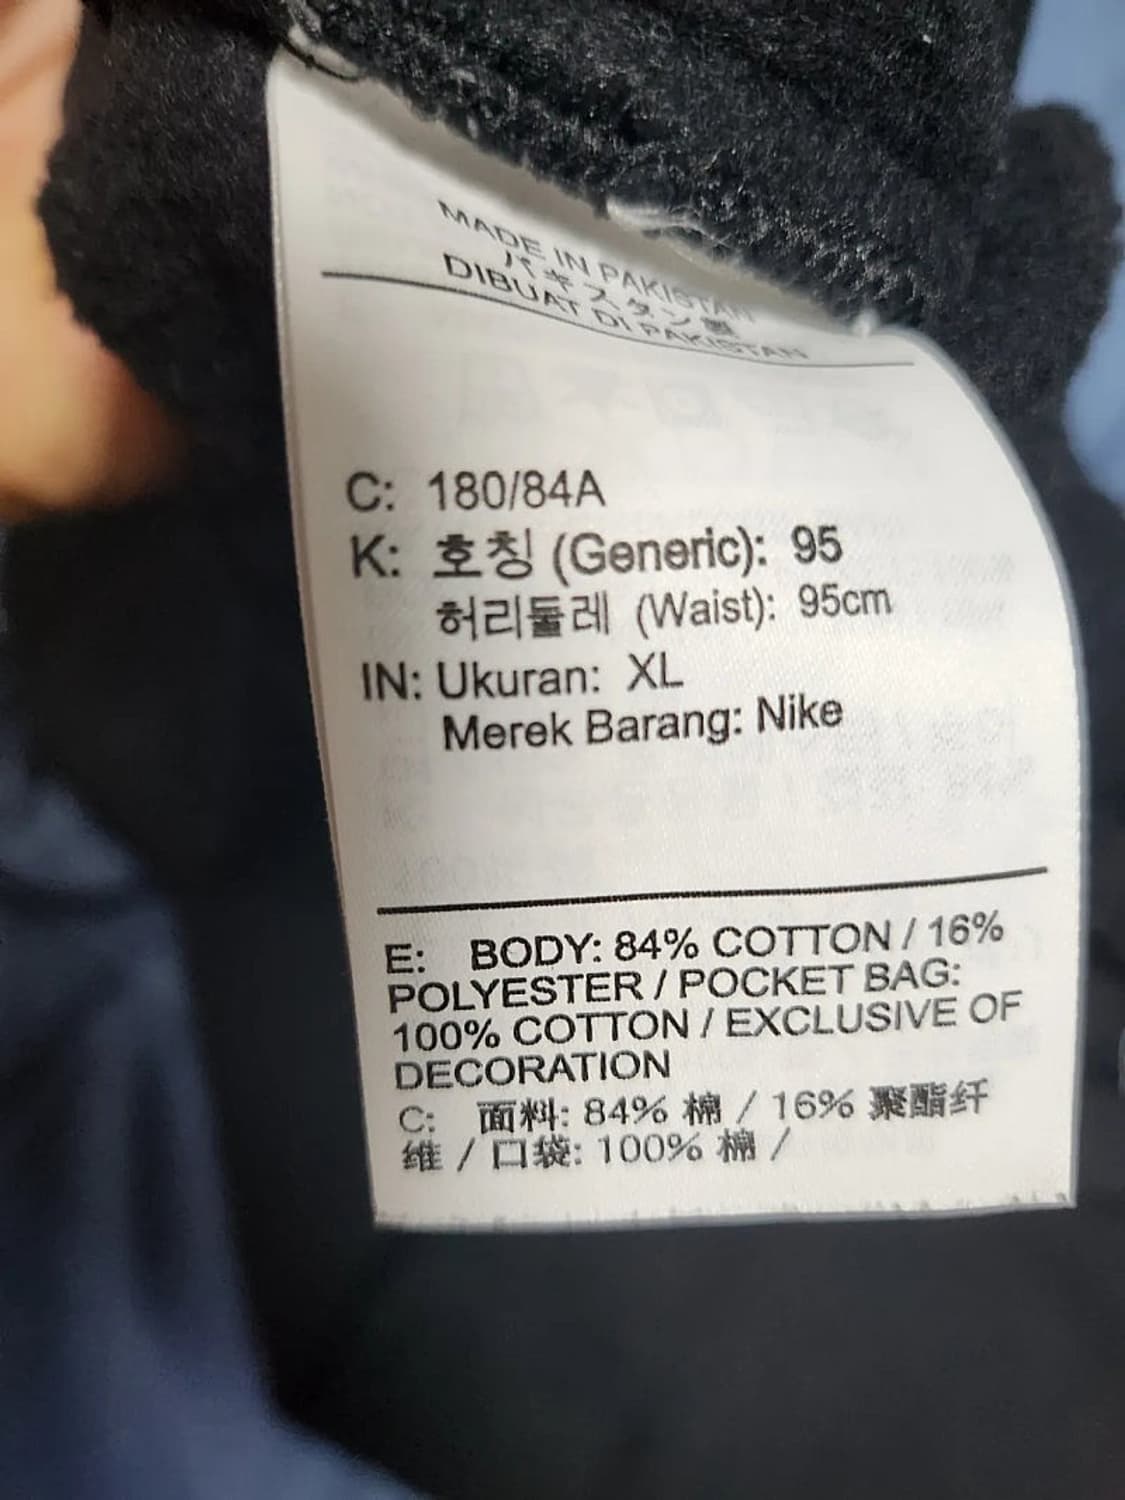 MADE IN PAKISTAN
パキスタン製
DIBUAT DI PAKISTAN
C: 180/84A
K: 호칭 (Generic): 95
허리둘레 (Waist): 95cm
IN: Ukuran: XL
Merek Barang: Nike
E: BODY: 84% COTTON / 16%
POLYESTER / POCKET BAG:
100% COTTON / EXCLUSIVE OF
DECORATION
C: 面料: 84% 棉 / 16% 聚酯纤
维 / 口袋: 100% 棉 /